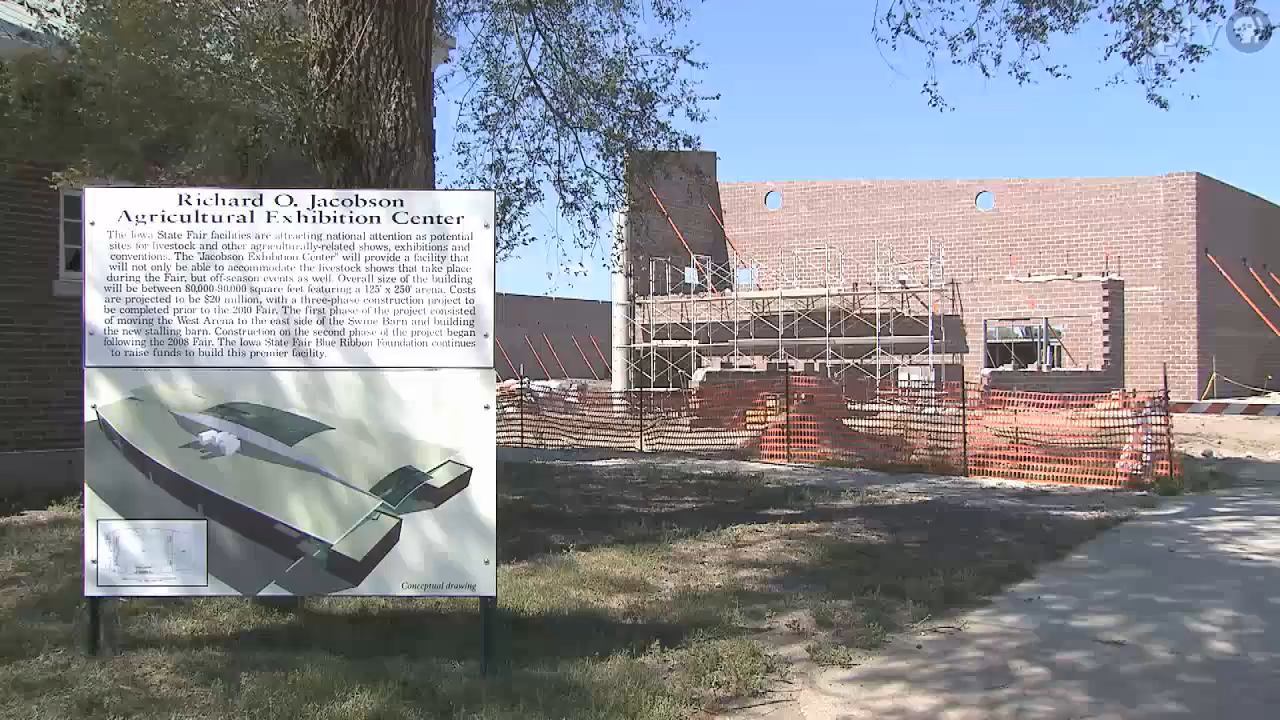 iptv
Richard O. Jacobson
Agricultural Exhibition Center
The Iowa State Fair facilities are attracting national attention as potential
sites for livestock and other agriculturally-related shows, exhibitions and
conventions. The "Jacobson Exhibition Center" will provide a facility that
will not only be able to accommodate the livestock shows that take place
during the Fair, but off-season events as well. Overall size of the building
will be between 80,000-90,000 square feet featuring a 125' x 250' arena. Costs
are projected to be $20 million, with a three-phase construction project to
be completed prior to the 2010 Fair. The first phase of the project consisted
of moving the West Arena to the east side of the Swine Barn and building
the new stalling barn. Construction on the second phase of the project began
following the 2008 Fair. The Iowa State Fair Blue Ribbon Foundation continues
to raise funds to build this premier facility.
Conceptual drawing